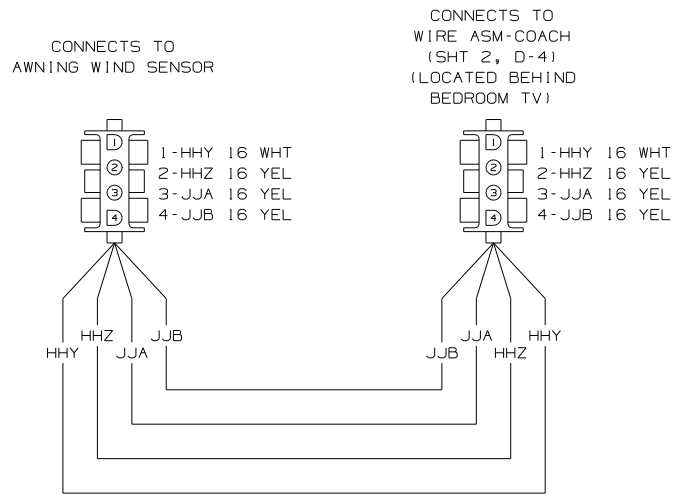 CONNECTS TO
AWNING WIND SENSOR
CONNECTS TO
WIRE ASM-COACH
(SHT 2, D-4)
(LOCATED BEHIND
BEDROOM TV)
1
2
3
4
1-HHY 16 WHT
2-HHZ 16 YEL
3-JJA 16 YEL
4-JJB 16 YEL
1
2
3
4
1-HHY 16 WHT
2-HHZ 16 YEL
3-JJA 16 YEL
4-JJB 16 YEL
HHY
HHZ
JJA
JJB
JJB
JJA
HHZ
HHY